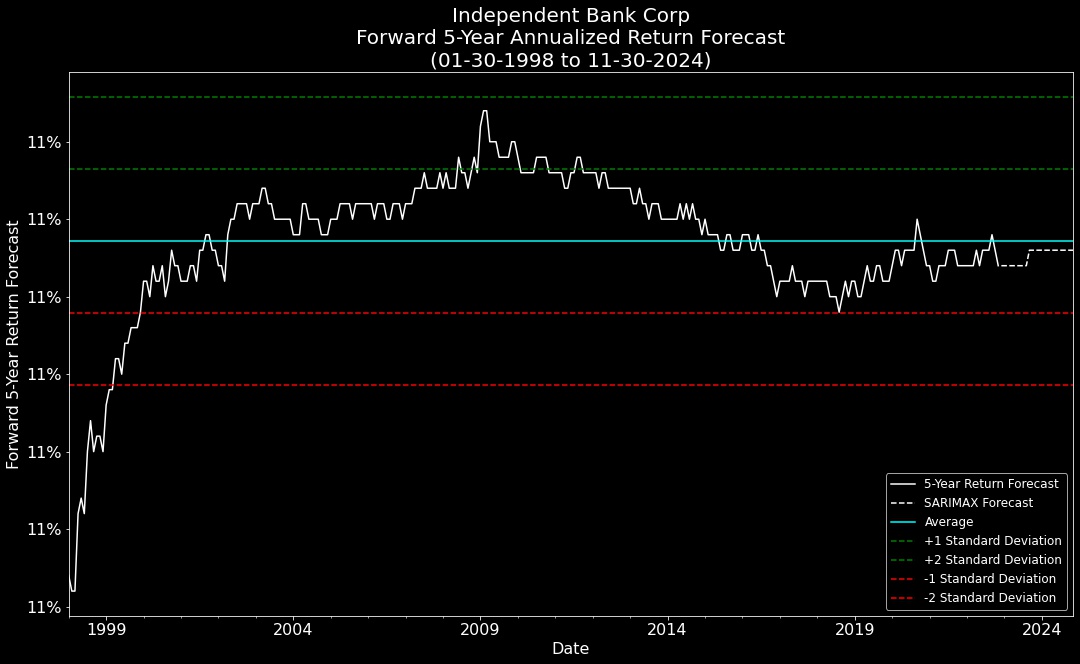 Independent Bank Corp
Forward 5-Year Annualized Return Forecast
(01-30-1998 to 11-30-2024)
Forward 5-Year Return Forecast
11%
11%
11%
11%
11%
11%
11%
5-Year Return Forecast
SARIMAX Forecast
Average
+1 Standard Deviation
+2 Standard Deviation
-1 Standard Deviation
-2 Standard Deviation
1999 2004 2009 2014 2019 2024
Date